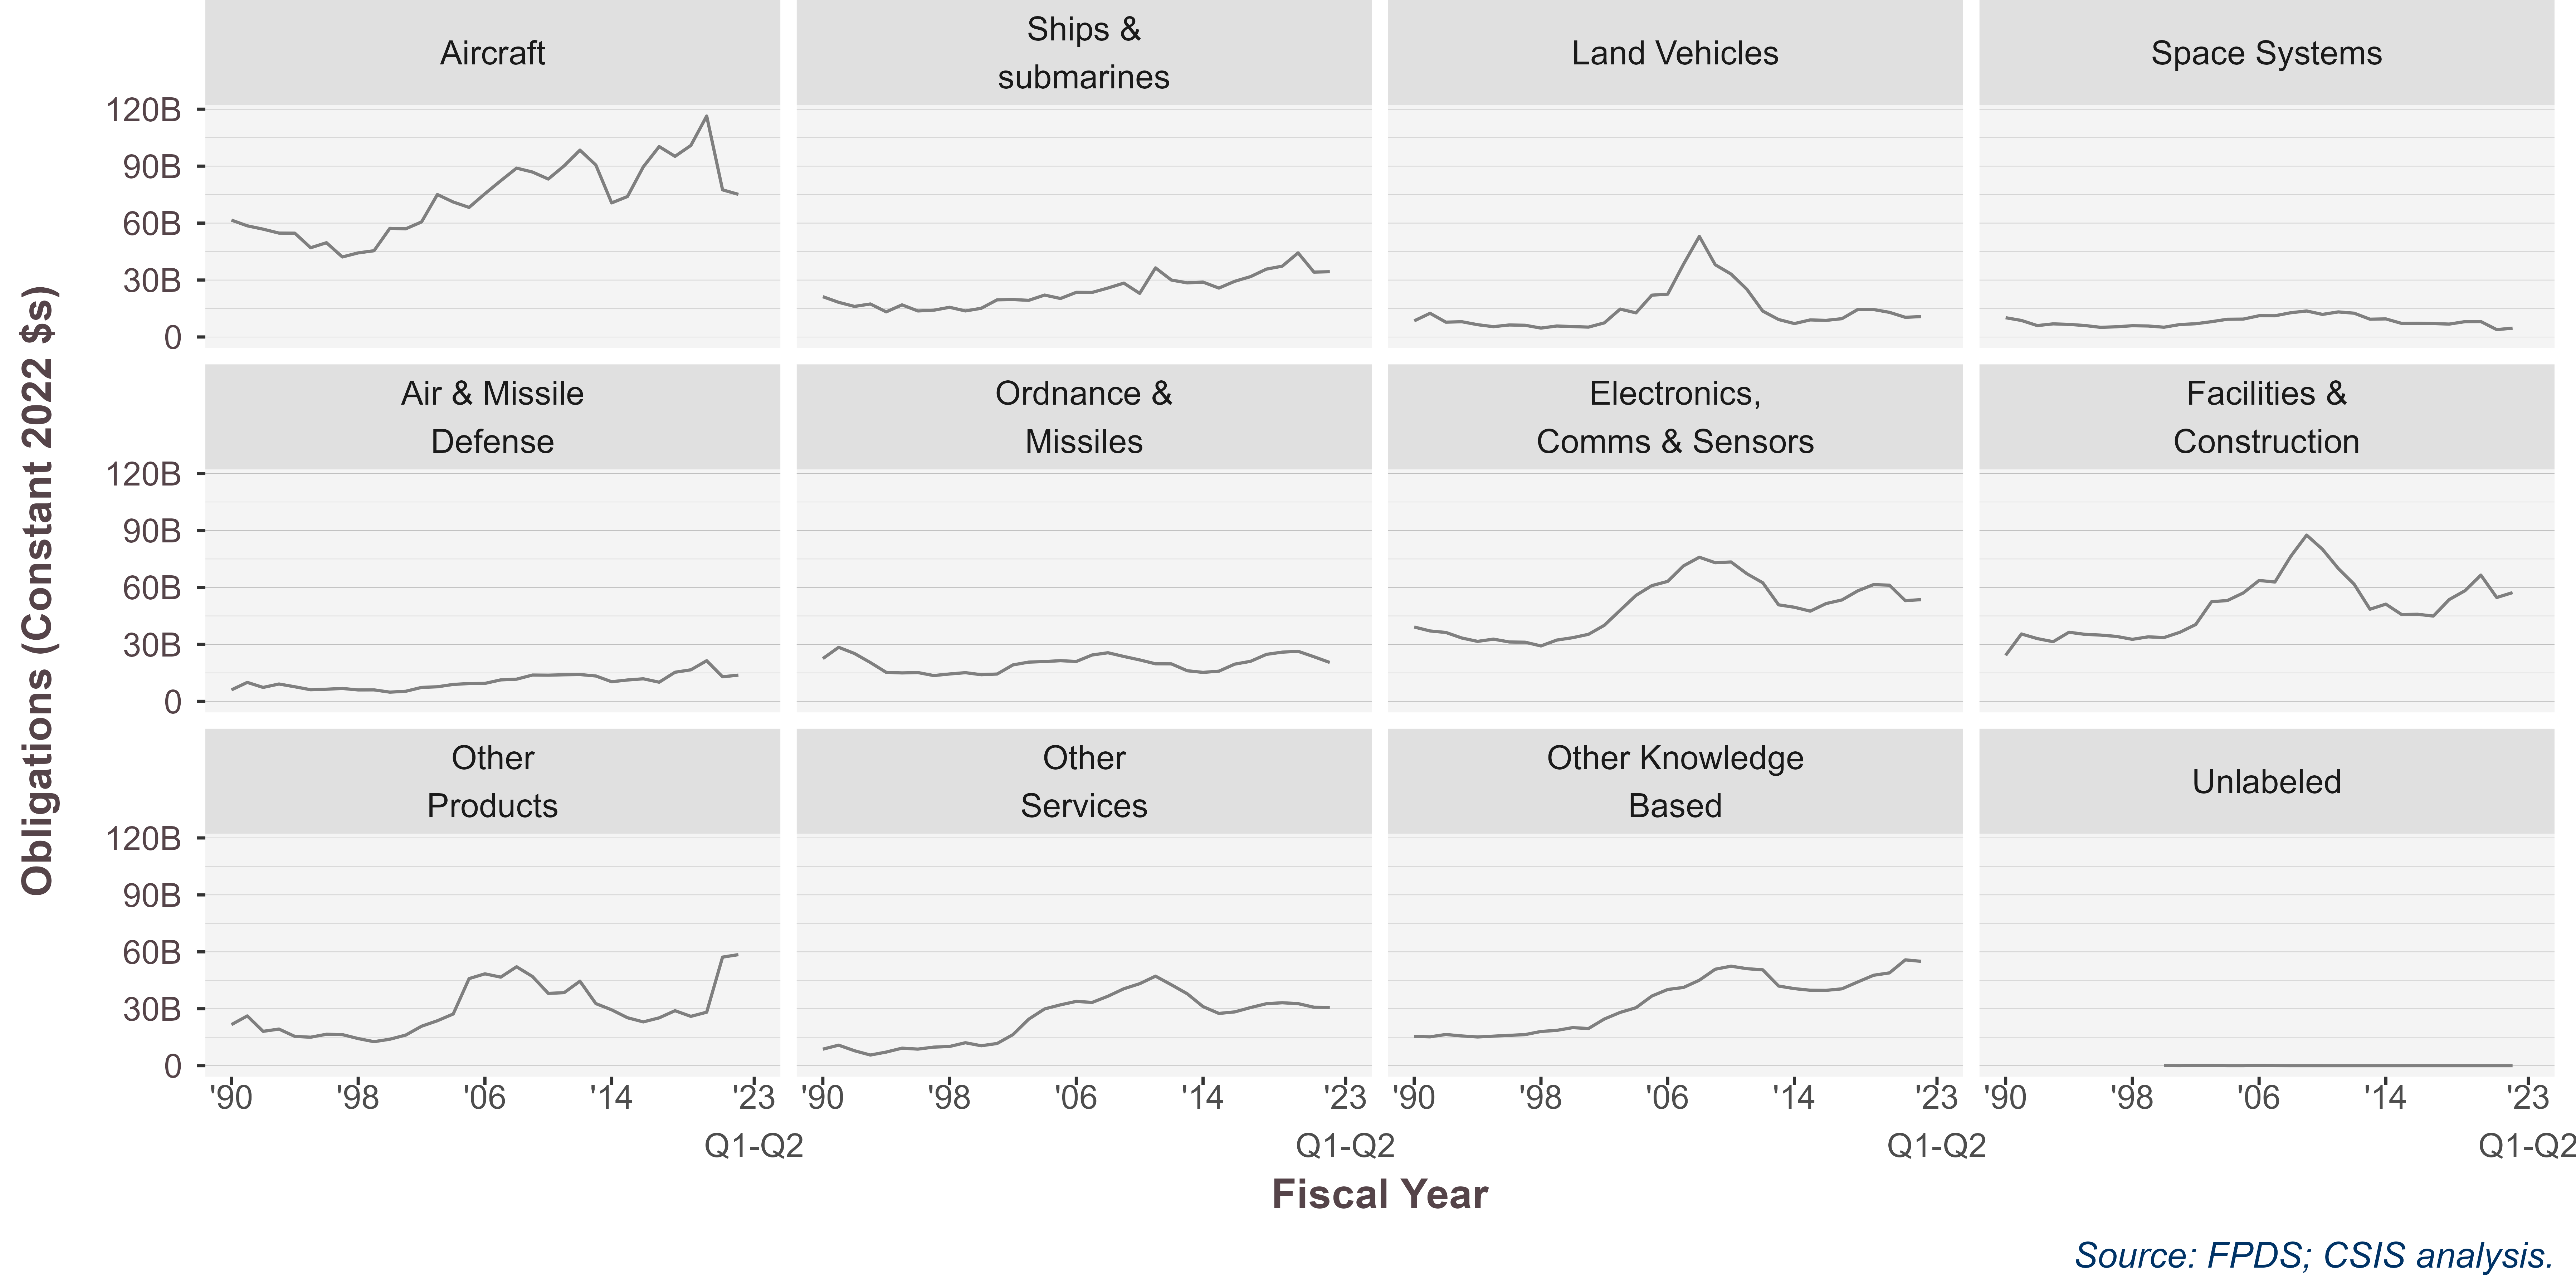 Aircraft
Ships &
submarines
Land Vehicles
Space Systems
120B
90B
60B
30B
0
Air & Missile
Defense
Ordnance &
Missiles
Electronics,
Comms & Sensors
Facilities &
Construction
120B
90B
60B
30B
0
Other
Products
Other
Services
Other Knowledge
Based
Unlabeled
120B
90B
60B
30B
0
'90 '98 '06 '14 '23
Q1-Q2
'90 '98 '06 '14 '23
Q1-Q2
'90 '98 '06 '14 '23
Q1-Q2
'90 '98 '06 '14 '23
Q1-Q2
Obligations (Constant 2022 $s)
Fiscal Year
Source: FPDS; CSIS analysis.